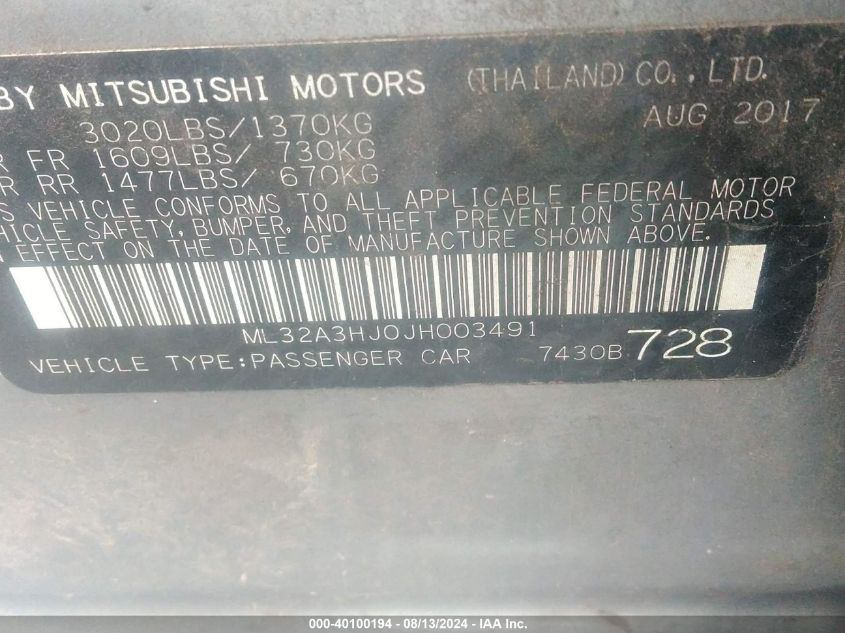 BY MITSUBISHI MOTORS (THAILAND) CO., LTD.
3020LBS/1370KG AUG 2017
R FR 1609LBS/ 730KG
R RR 1477LBS/ 670KG
S VEHICLE CONFORMS TO ALL APPLICABLE FEDERAL MOTOR
HICLE SAFETY, BUMPER, AND THEFT PREVENTION STANDARDS
N EFFECT ON THE DATE OF MANUFACTURE SHOWN ABOVE.
ML32A3HJ0JH003491
VEHICLE TYPE:PASSENGER CAR 7430B 728
000-40100194 - 08/13/2024 - IAA Inc.